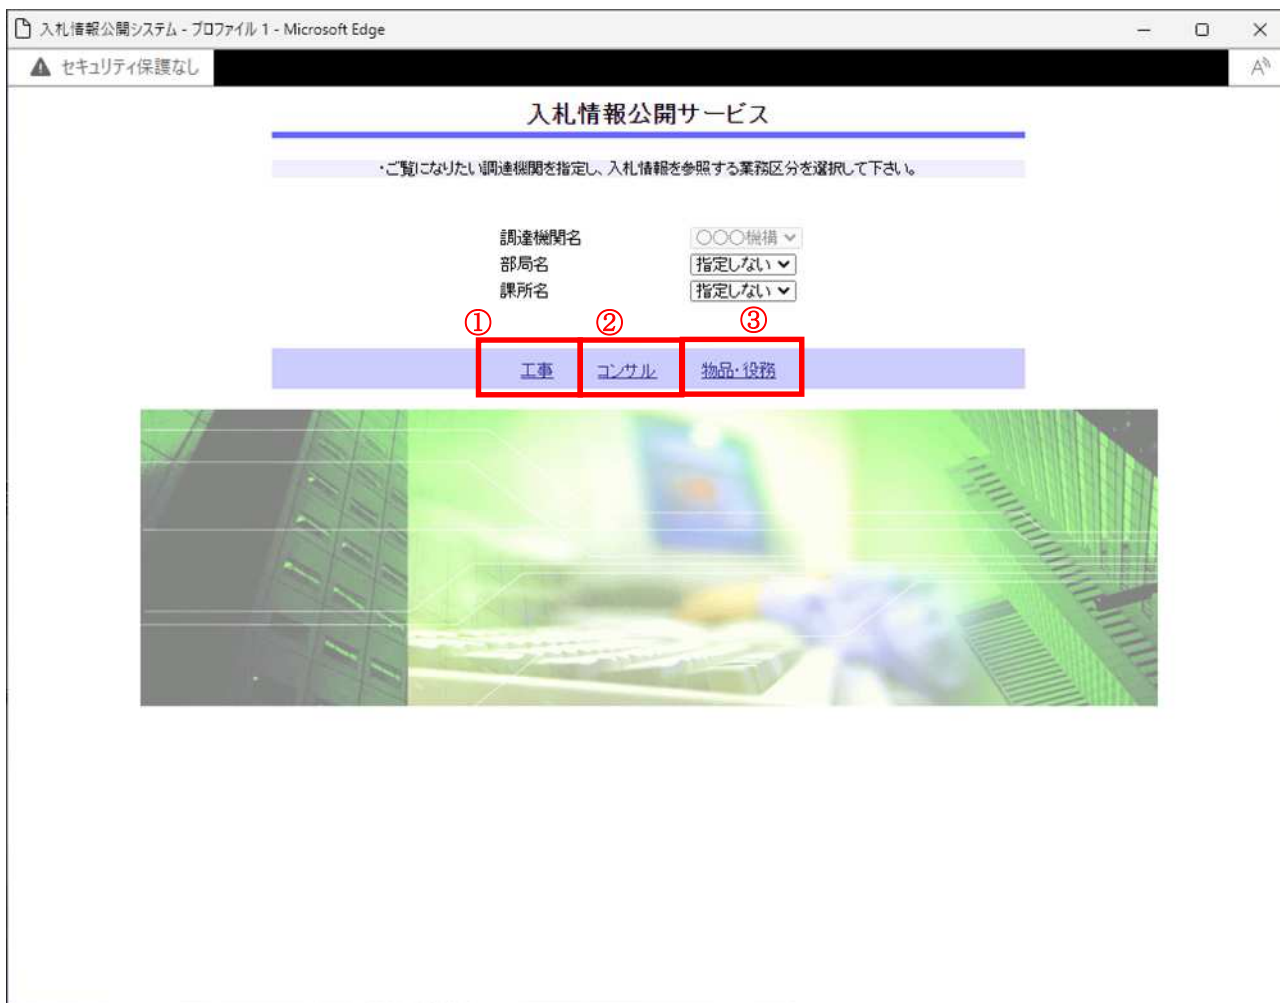 入札情報公開システム - プロファイル 1 - Microsoft Edge
セキュリティ保護なし
入札情報公開サービス
・ご覧になりたい調達機関を指定し、入札情報を参照する業務区分を選択して下さい。
調達機関名 〇〇〇機構
部局名 指定しない
課所名 指定しない
① ② ③
工事 コンサル 物品・役務